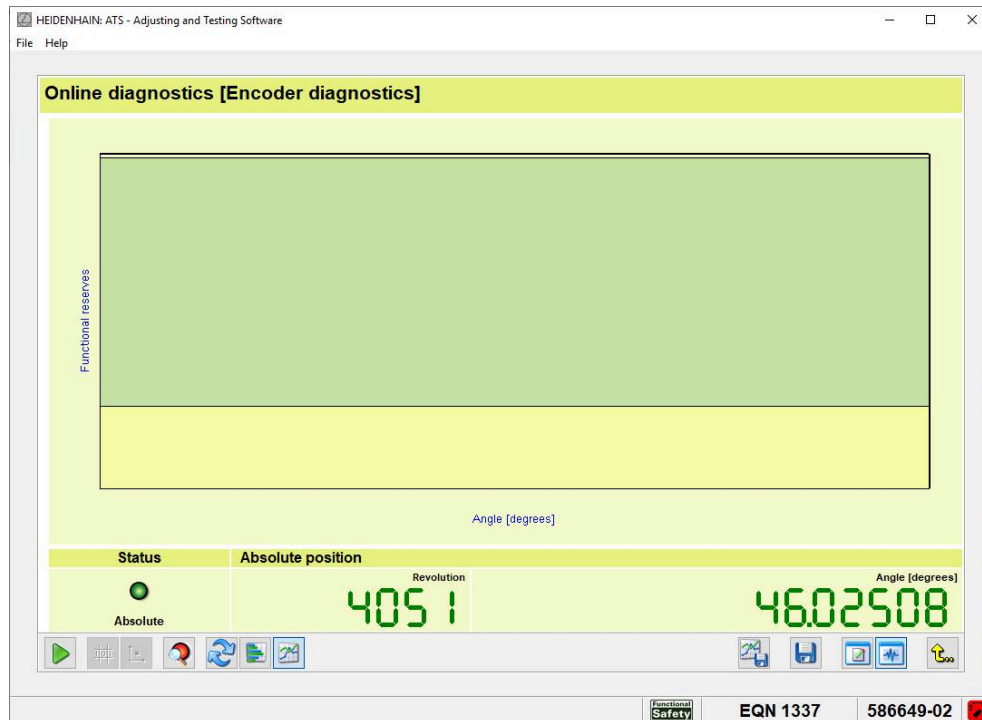 HEIDENHAIN: ATS - Adjusting and Testing Software
File Help
Online diagnostics [Encoder diagnostics]
Functional reserves
Angle [degrees]
Status Absolute position
Revolution Angle [degrees]
4051 46.02508
Absolute
Functional Safety EQN 1337 586649-02